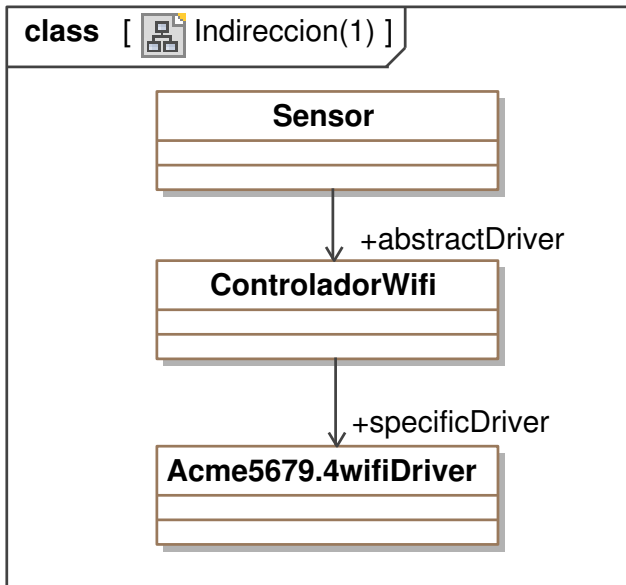 class [ Indireccion(1) ]
Sensor
+abstractDriver
ControladorWifi
+specificDriver
Acme5679.4wifiDriver